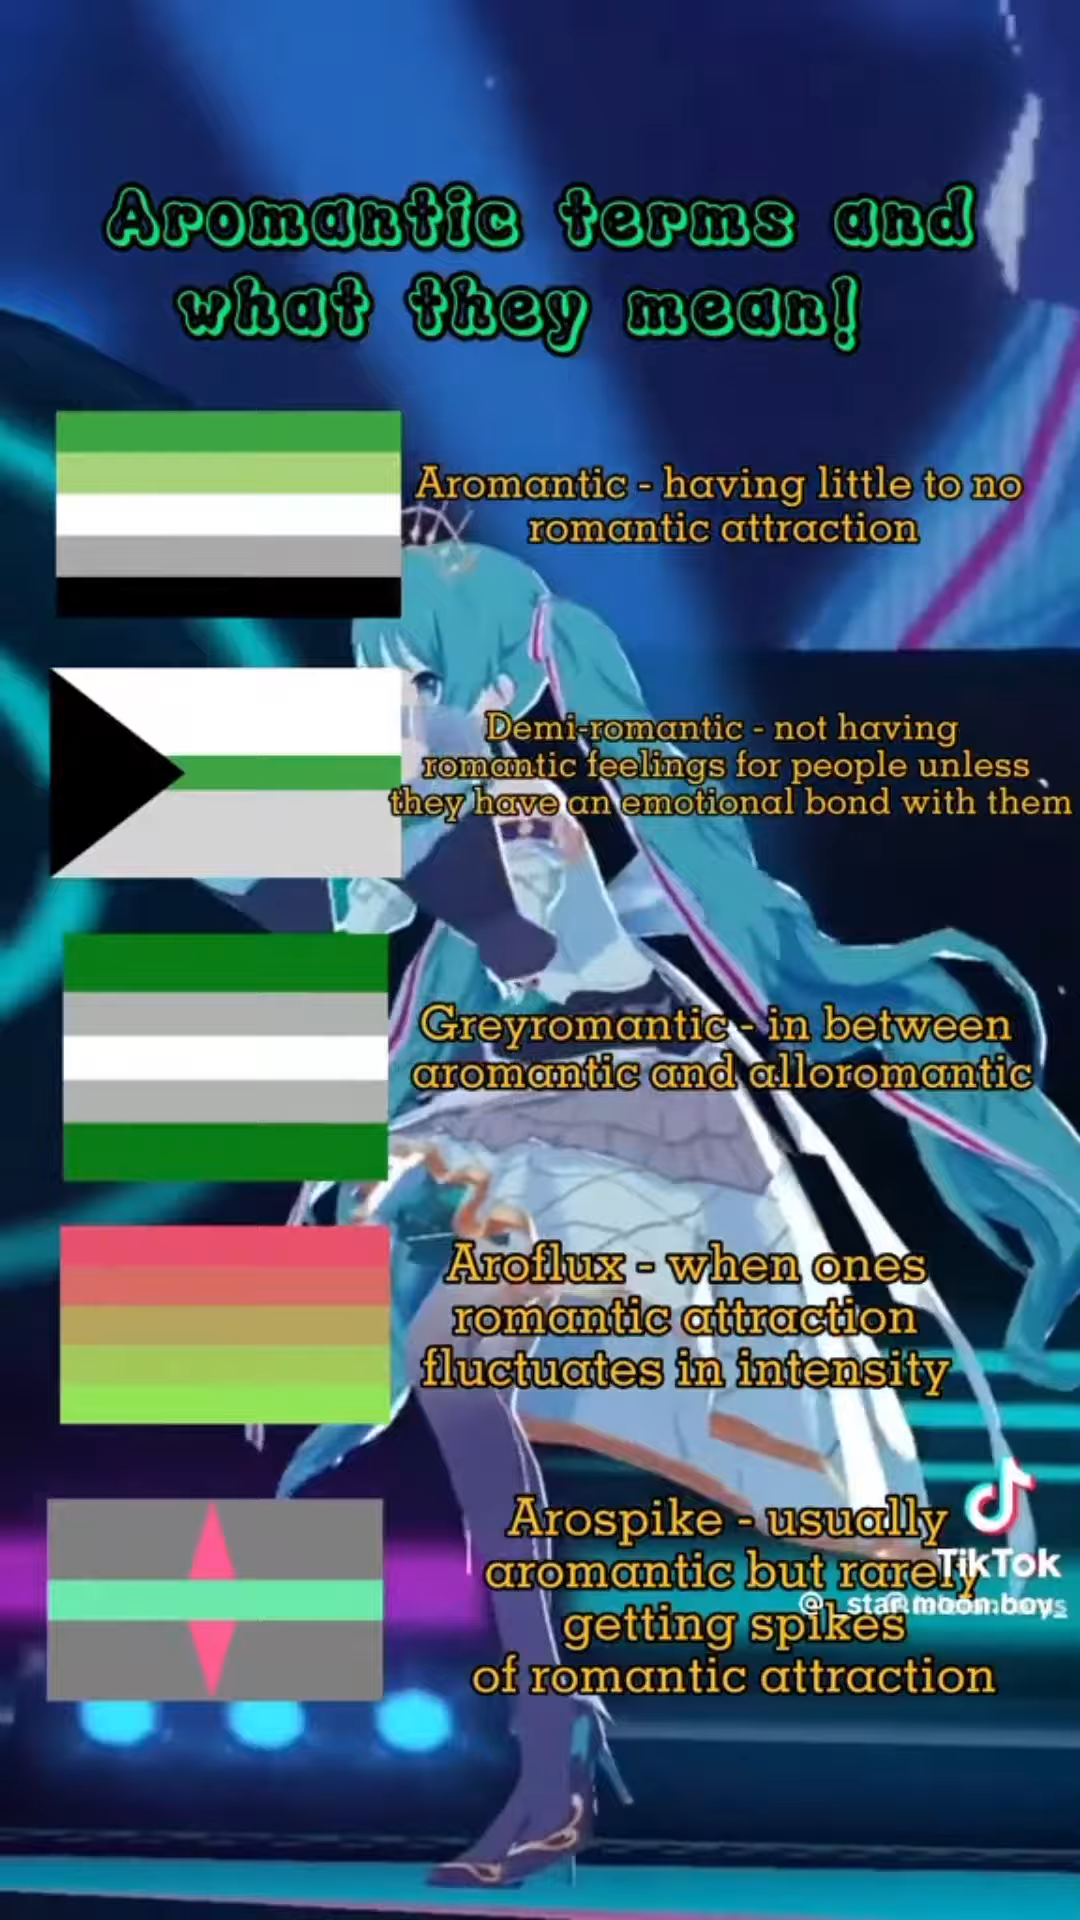 Aromantic terms and
what they mean!
Aromantic - having little to no
romantic attraction
Demi-romantic - not having
romantic feelings for people unless
they have an emotional bond with them
Greyromantic - in between
aromantic and alloromantic
Aroflux - when ones
romantic attraction
fluctuates in intensity
Arospike - usually
aromantic but rarely
getting spikes
of romantic attraction
TikTok